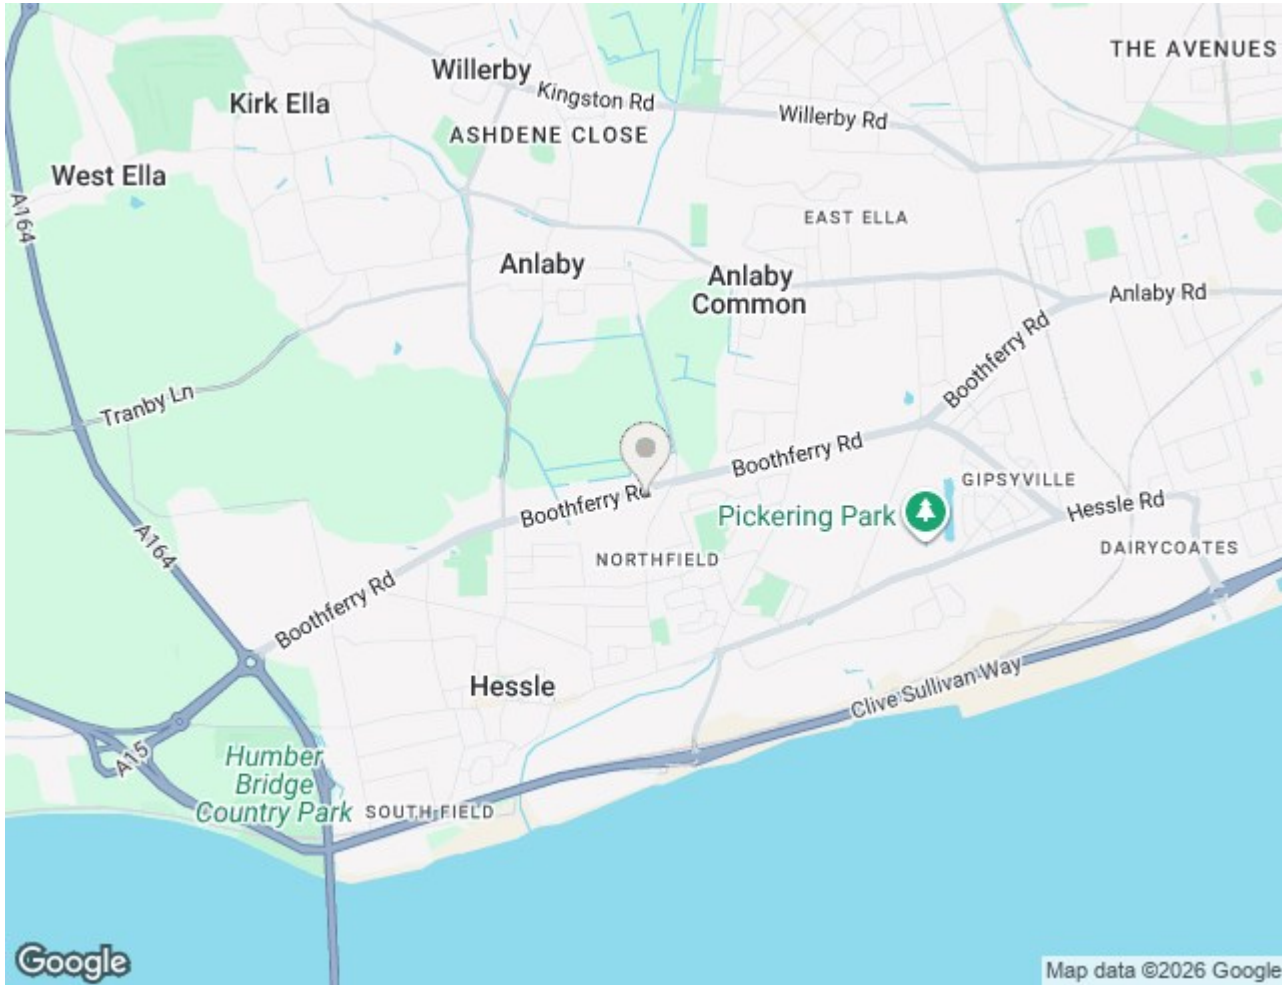 THE AVENUES
Willerby
Kingston Rd
Kirk Ella
Willerby Rd
ASHDENE CLOSE
West Ella
A164
EAST ELLA
Anlaby
Anlaby
Common
Anlaby Rd
Boothferry Rd
Tranby Ln
Boothferry Rd
GIPSYVILLE
Boothferry Rd
Pickering Park
Hessle Rd
A164
NORTHFIELD
DAIRYCOATES
Boothferry Rd
Hessle
Clive Sullivan Way
A15
Humber
Bridge
Country Park
SOUTH FIELD
Google
Map data ©2026 Google